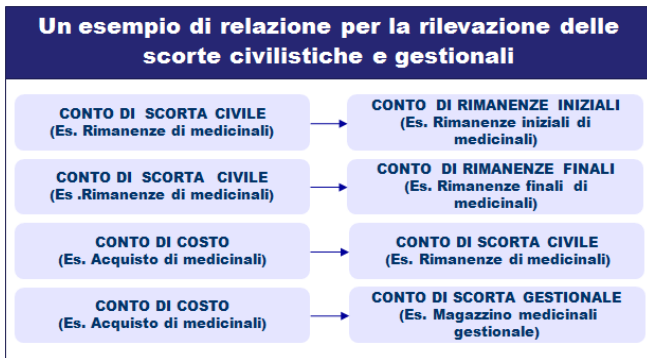 Un esempio di relazione per la rilevazione delle
scorte civilistiche e gestionali
CONTO DI SCORTA CIVILE
(Es. Rimanenze di medicinali)
CONTO DI RIMANENZE INIZIALI
(Es. Rimanenze iniziali di
medicinali)
CONTO DI SCORTA CIVILE
(Es .Rimanenze di medicinali)
CONTO DI RIMANENZE FINALI
(Es. Rimanenze finali di
medicinali)
CONTO DI COSTO
(Es. Acquisto di medicinali)
CONTO DI SCORTA CIVILE
(Es. Rimanenze di medicinali)
CONTO DI COSTO
(Es. Acquisto di medicinali)
CONTO DI SCORTA GESTIONALE
(Es. Magazzino medicinali
gestionale)